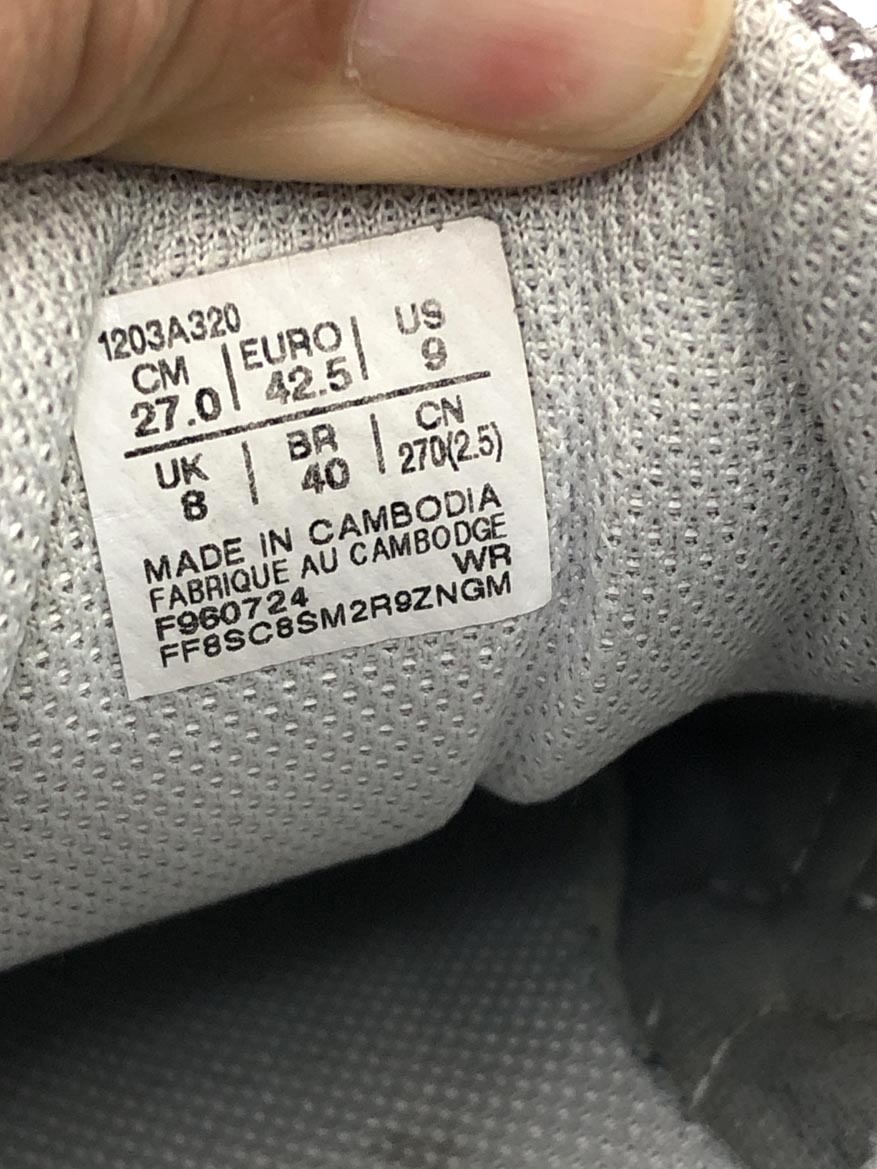 1203A320
CM | EURO | US
27.0 | 42.5 | 9
UK | BR | CN
8 | 40 | 270(2.5)
MADE IN CAMBODIA
FABRIQUE AU CAMBODGE
F960724 WR
FF8SC8SM2R9ZNGM